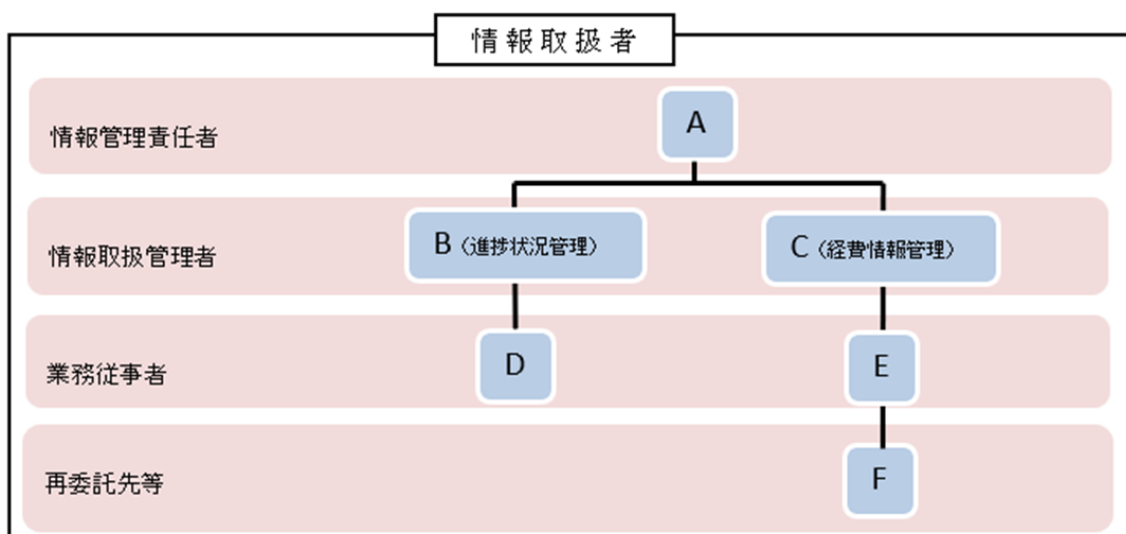 情報取扱者
情報管理責任者
A
情報取扱管理者
B（進捗状況管理）
C（経費情報管理）
業務従事者
D
E
再委託先等
F